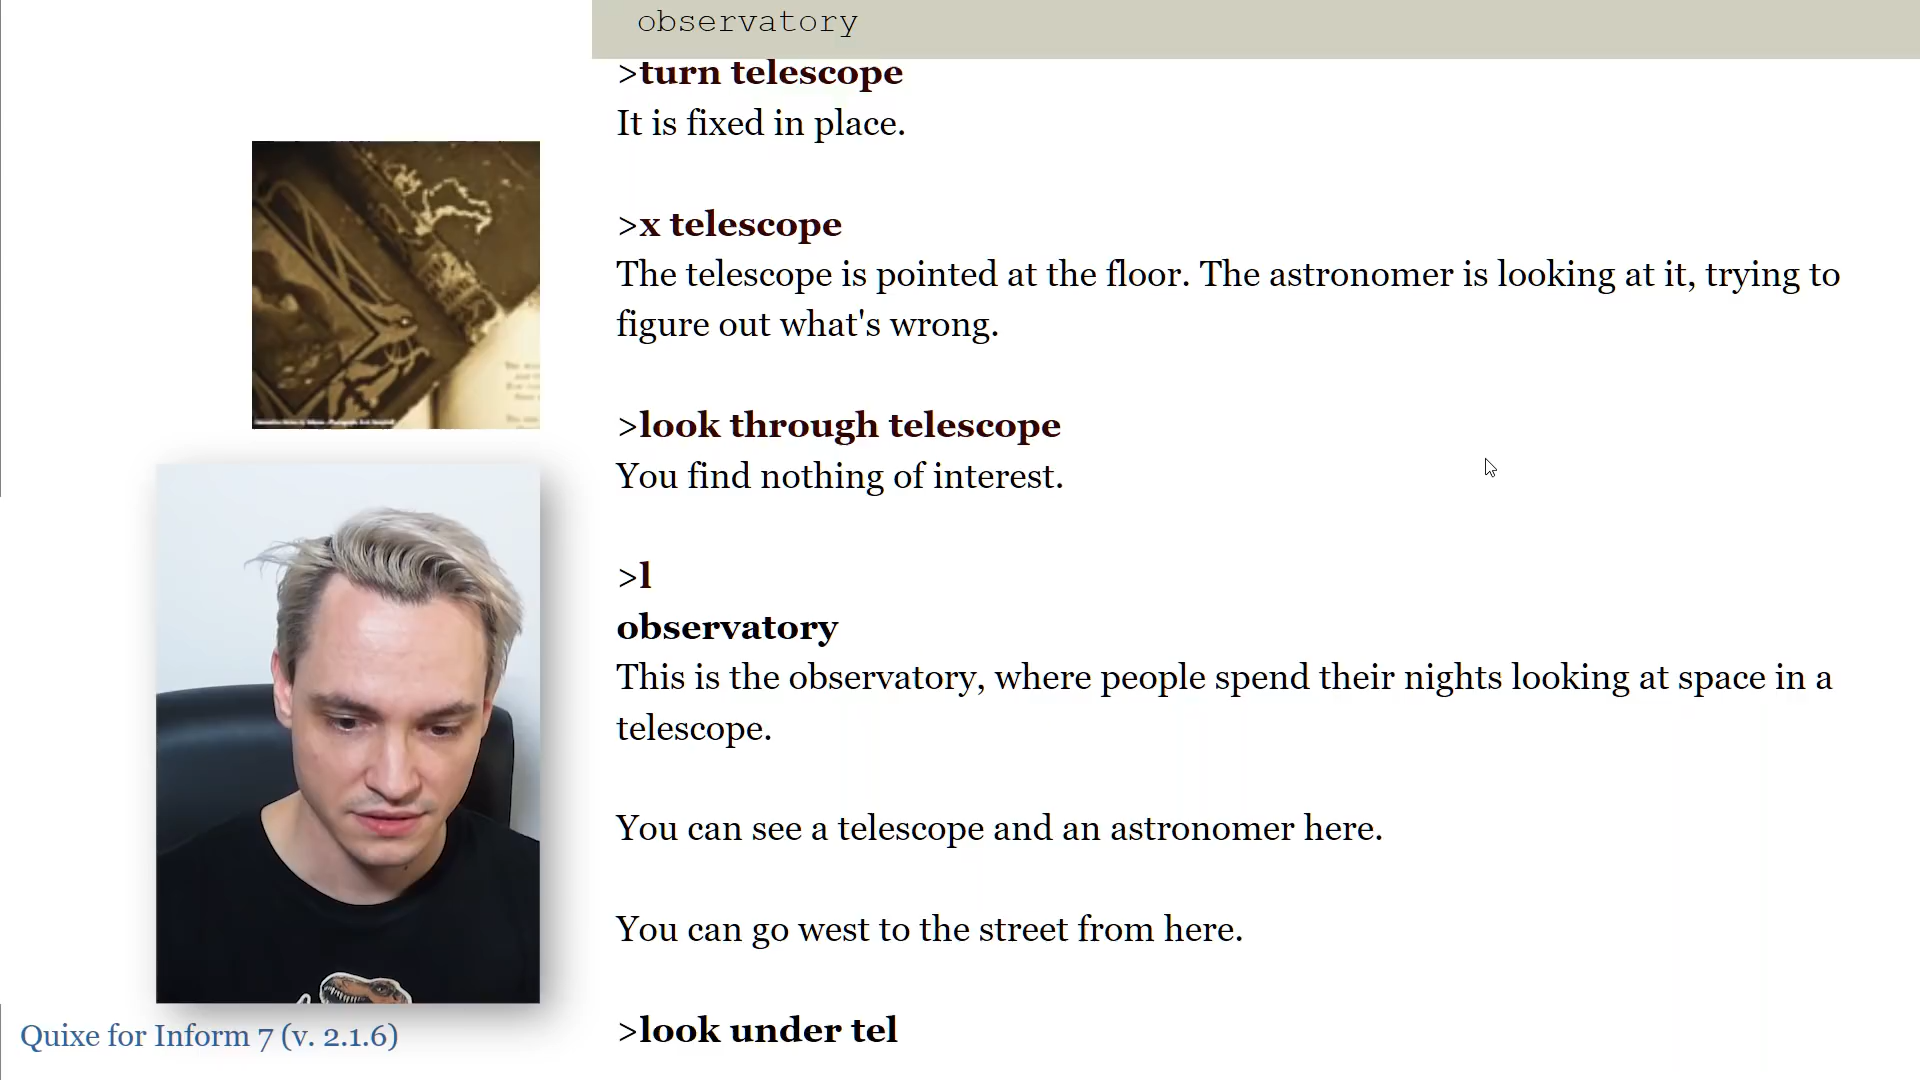 observatory
>turn telescope
It is fixed in place.
>x telescope
The telescope is pointed at the floor. The astronomer is looking at it, trying to
figure out what's wrong.
>look through telescope
You find nothing of interest.
>l
observatory
This is the observatory, where people spend their nights looking at space in a
telescope.
You can see a telescope and an astronomer here.
You can go west to the street from here.
>look under tel
Quixe for Inform 7 (v. 2.1.6)